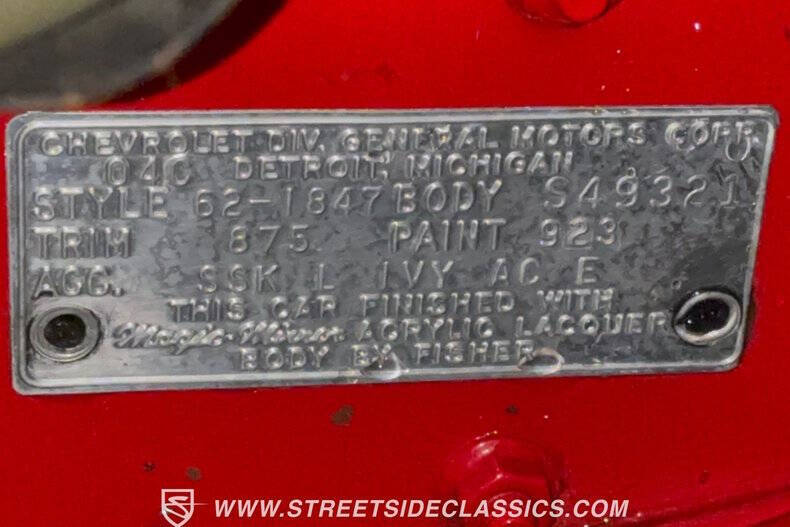 CHEVROLET DIV. GENERAL MOTORS CORP.
04C DETROIT, MICHIGAN
STYLE 62-1847 BODY S49321
TRIM 875 PAINT 923
ACC. SSK L IVY AC E
THIS CAR FINISHED WITH
Magic-Mirror ACRYLIC LACQUER
BODY BY FISHER
WWW.STREETSIDECLASSICS.COM